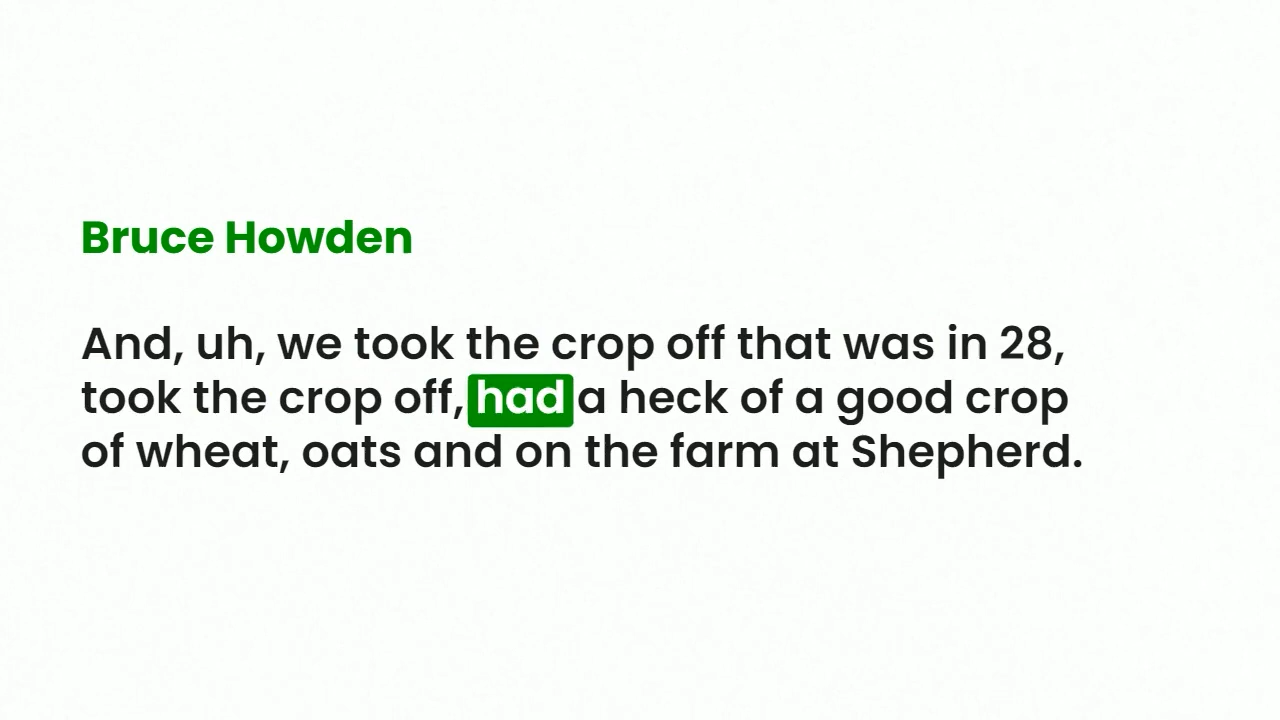 Bruce Howden
And, uh, we took the crop off that was in 28,
took the crop off, had a heck of a good crop
of wheat, oats and on the farm at Shepherd.